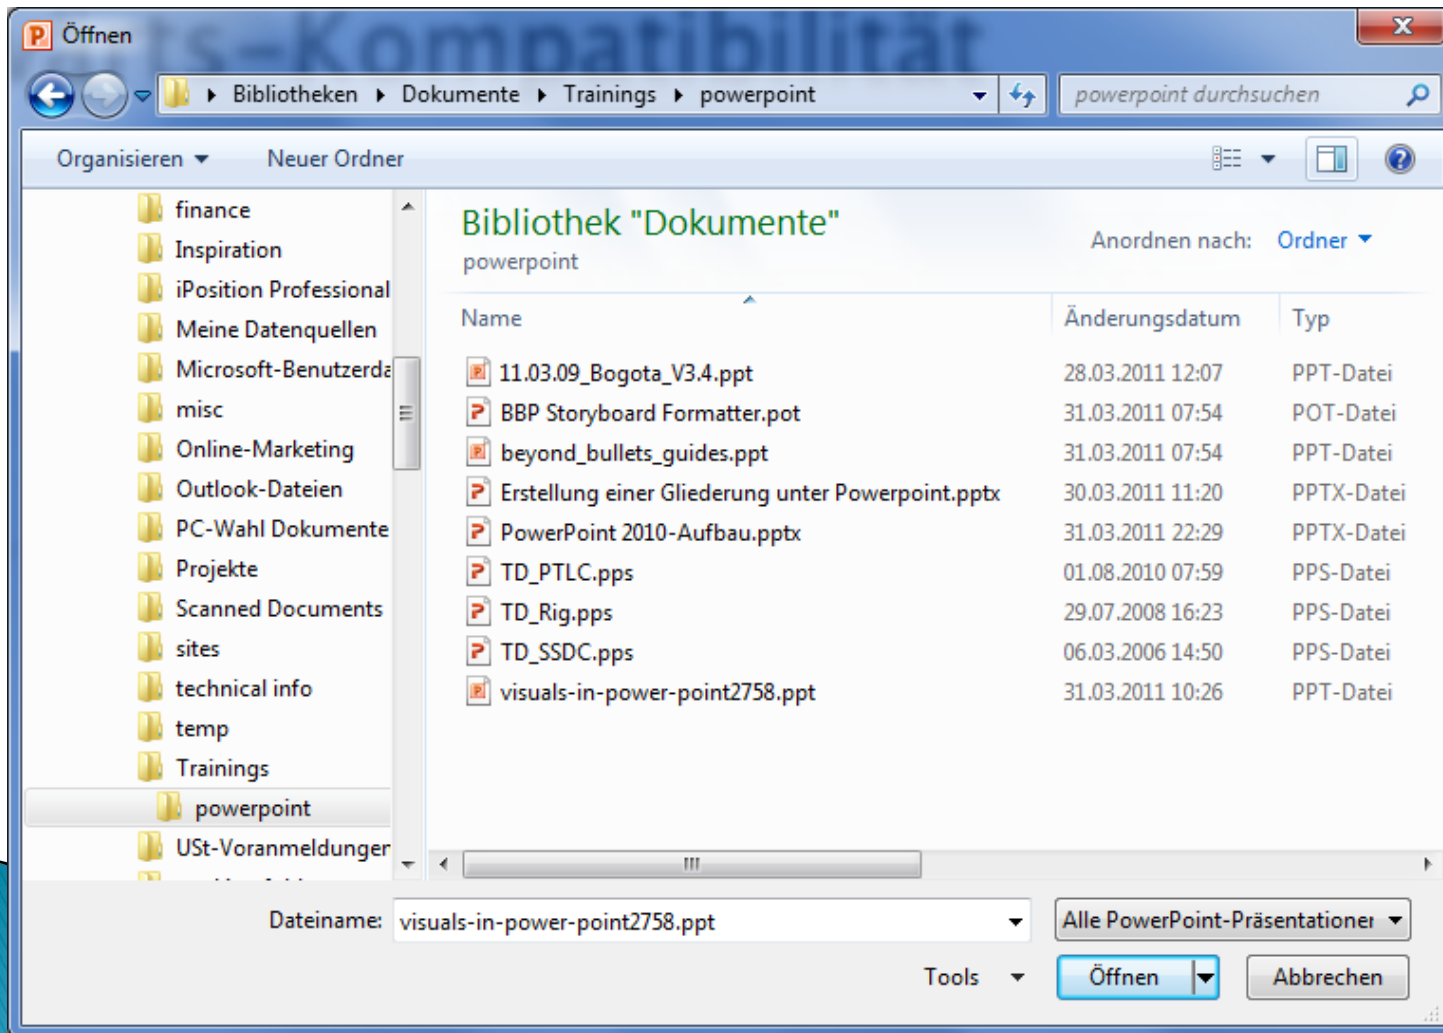 Öffnen
ts-Kompatibilität
Bibliotheken Dokumente Trainings powerpoint
powerpoint durchsuchen
Organisieren Neuer Ordner
finance
Inspiration
iPosition Professional
Meine Datenquellen
Microsoft-Benutzerda
misc
Online-Marketing
Outlook-Dateien
PC-Wahl Dokumente
Projekte
Scanned Documents
sites
technical info
temp
Trainings
powerpoint
USt-Voranmeldunger
Bibliothek "Dokumente"
powerpoint
Anordnen nach: Ordner
Name Änderungsdatum Typ
11.03.09_Bogota_V3.4.ppt 28.03.2011 12:07 PPT-Datei
BBP Storyboard Formatter.pot 31.03.2011 07:54 POT-Datei
beyond_bullets_guides.ppt 31.03.2011 07:54 PPT-Datei
Erstellung einer Gliederung unter Powerpoint.pptx 30.03.2011 11:20 PPTX-Datei
PowerPoint 2010-Aufbau.pptx 31.03.2011 22:29 PPTX-Datei
TD_PTLC.pps 01.08.2010 07:59 PPS-Datei
TD_Rig.pps 29.07.2008 16:23 PPS-Datei
TD_SSDC.pps 06.03.2006 14:50 PPS-Datei
visuals-in-power-point2758.ppt 31.03.2011 10:26 PPT-Datei
Dateiname: visuals-in-power-point2758.ppt
Alle PowerPoint-Präsentationer
Tools Öffnen Abbrechen